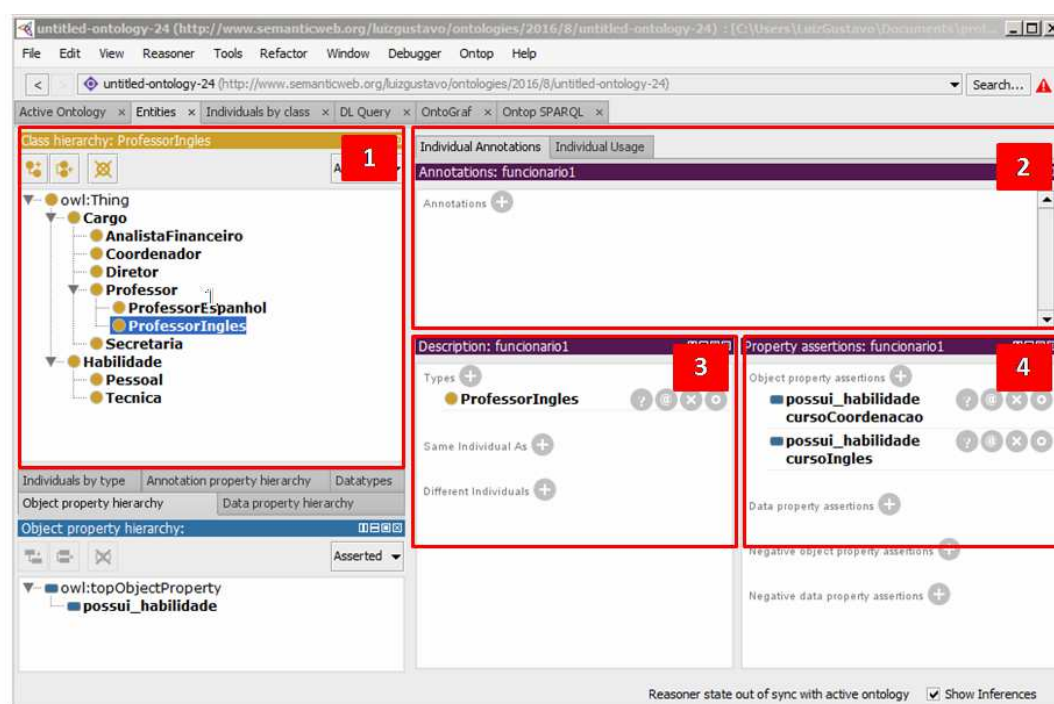 untitled-ontology-24 (http://www.semanticweb.org/luizgustavo/ontologies/2016/8/untitled-ontology-24) : [C:\Users\LuizGustavo\Documents\prot...
File Edit View Reasoner Tools Refactor Window Debugger Ontop Help
< > untitled-ontology-24 (http://www.semanticweb.org/luizgustavo/ontologies/2016/8/untitled-ontology-24) Search...
Active Ontology × Entities × Individuals by class × DL Query × OntoGraf × Ontop SPARQL ×
Class hierarchy: ProfessorIngles
1
A
owl:Thing
Cargo
AnalistaFinanceiro
Coordenador
Diretor
Professor
ProfessorEspanhol
ProfessorIngles
Secretaria
Habilidade
Pessoal
Tecnica
Individuals by type Annotation property hierarchy Datatypes
Object property hierarchy Data property hierarchy
Object property hierarchy:
Asserted
owl:topObjectProperty
possui_habilidade
Individual Annotations Individual Usage
2
Annotations: funcionario1
Annotations
Description: funcionario1
3
Types
ProfessorIngles
Same Individual As
Different Individuals
Property assertions: funcionario1
4
Object property assertions
possui_habilidade
cursoCoordenacao
possui_habilidade
cursoIngles
Data property assertions
Negative object property assertions
Negative data property assertions
Reasoner state out of sync with active ontology Show Inferences